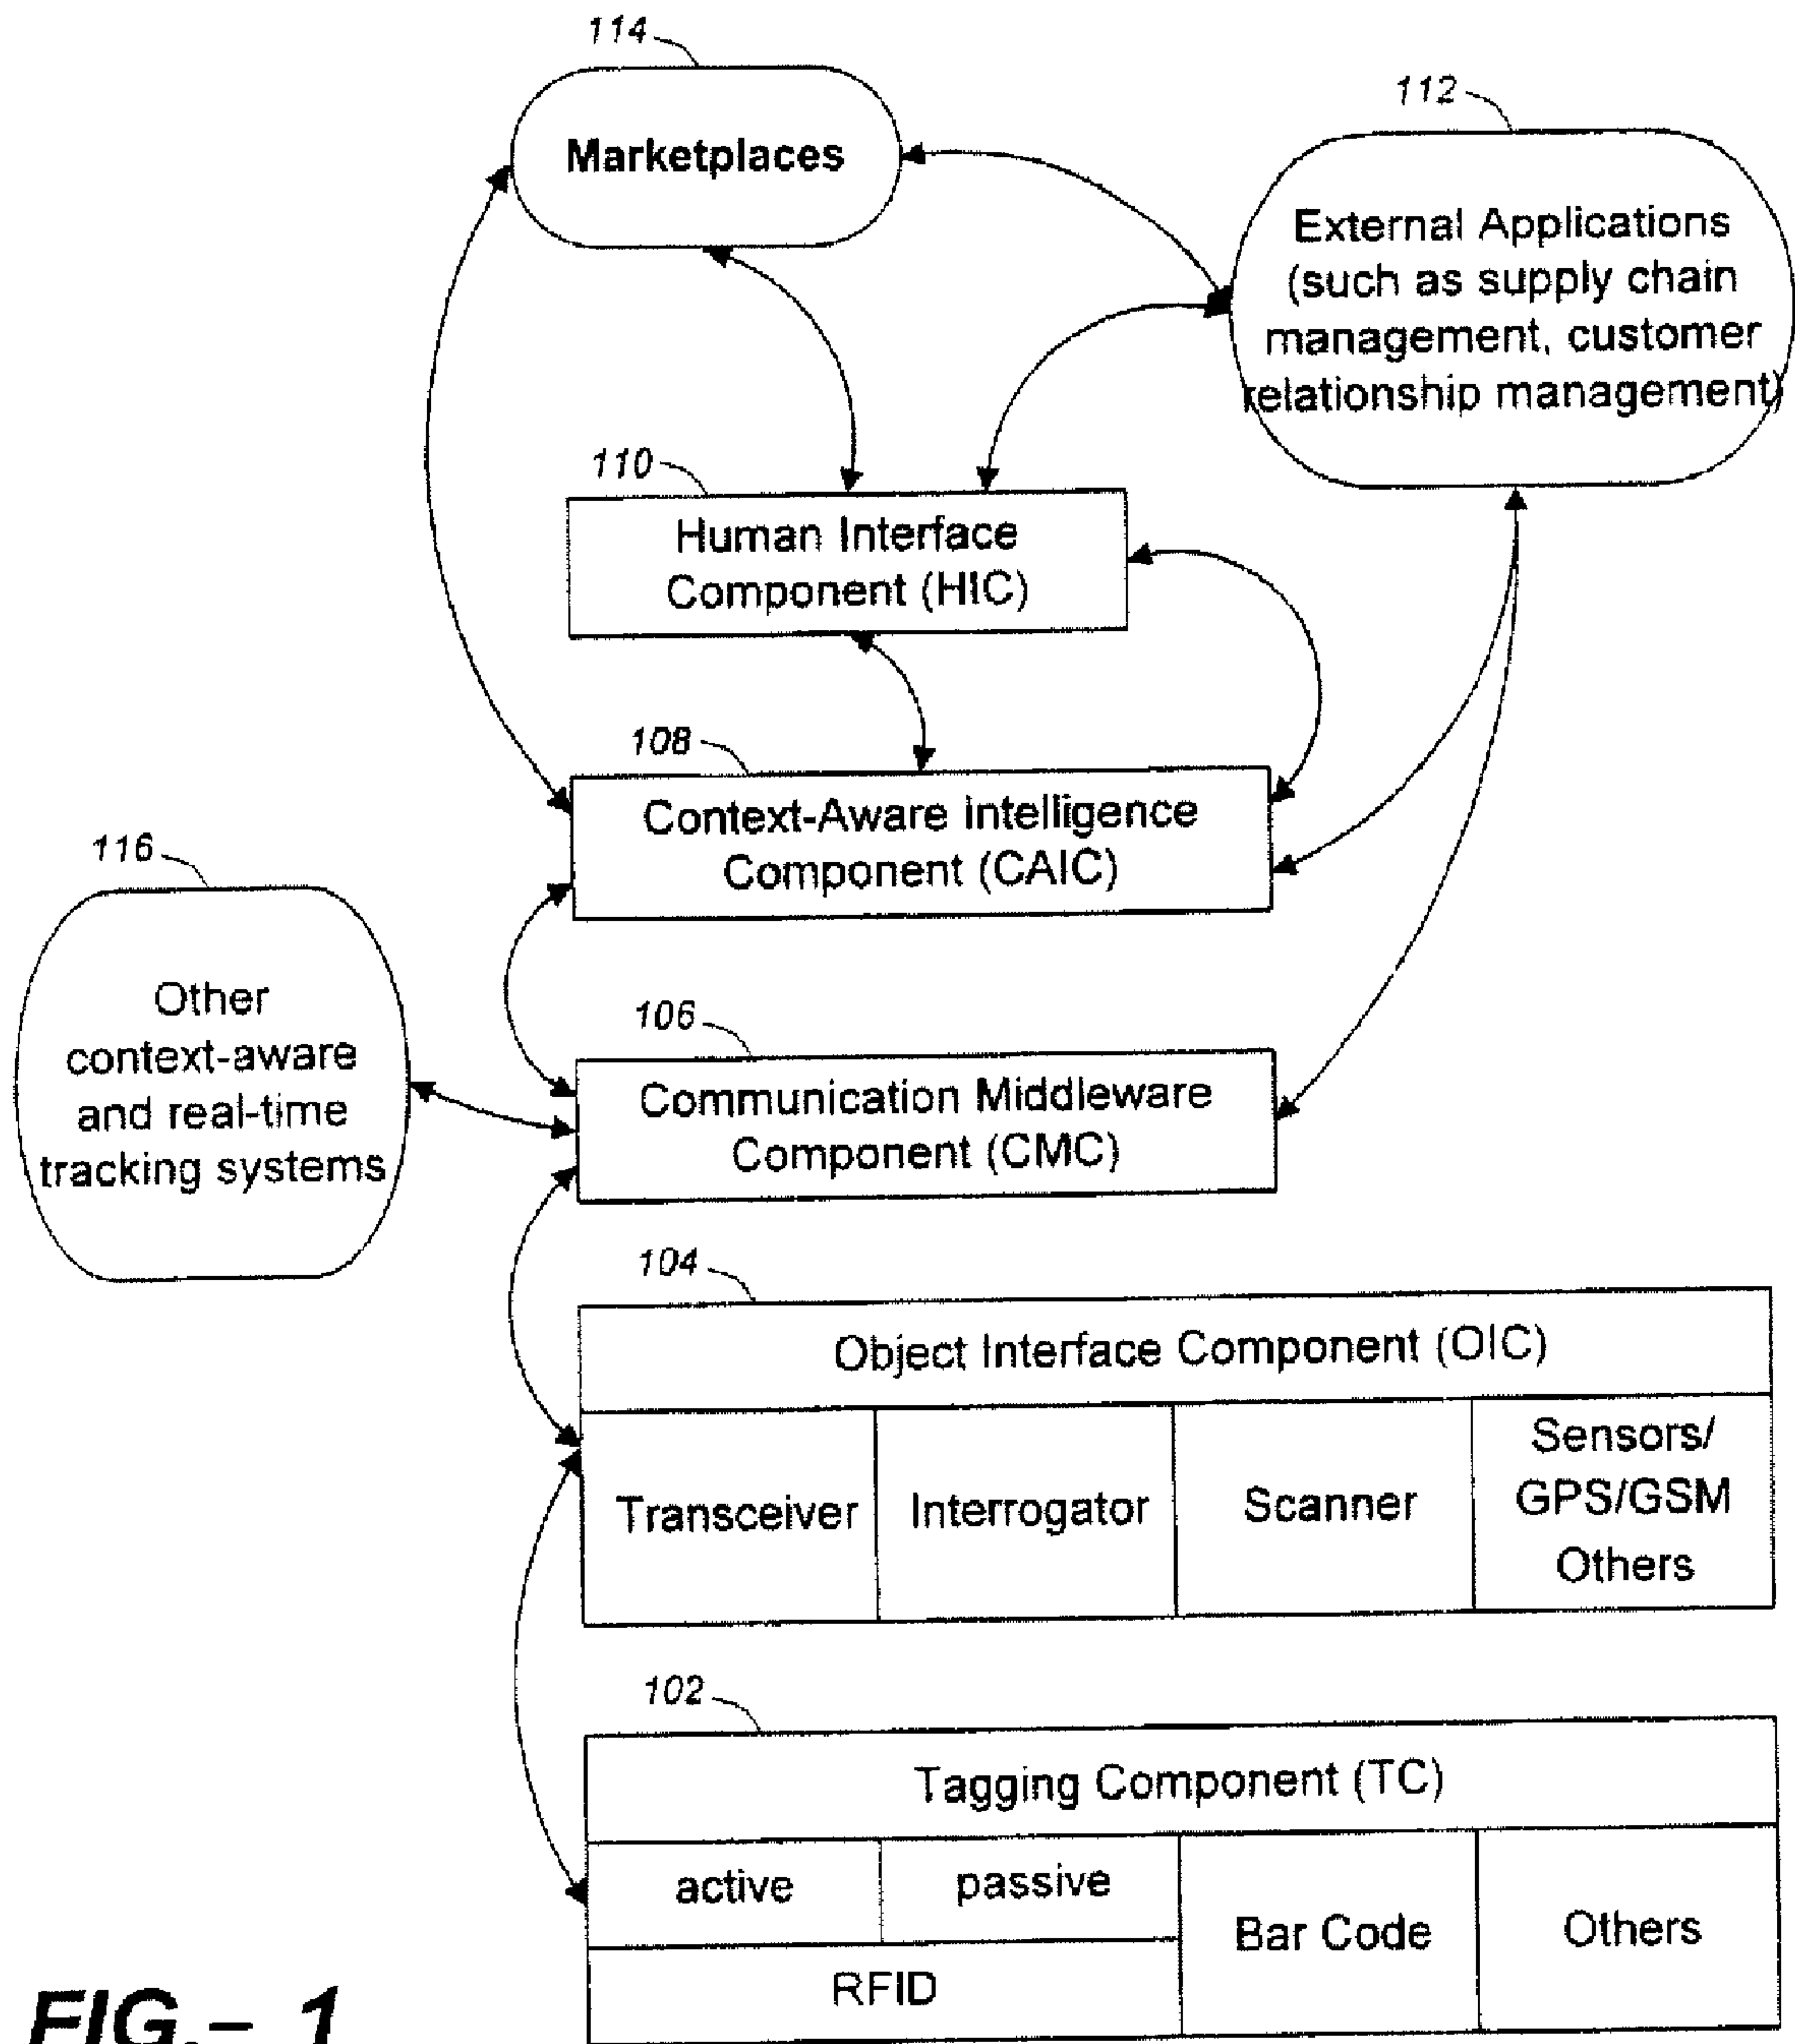 114
Marketplaces
112
External Applications
(such as supply chain
management, customer
relationship management)
110
Human Interface
Component (HIC)
108
Context-Aware Intelligence
Component (CAIC)
116
Other
context-aware
and real-time
tracking systems
106
Communication Middleware
Component (CMC)
104
Object Interface Component (OIC)
Transceiver
Interrogator
Scanner
Sensors/
GPS/GSM
Others
102
Tagging Component (TC)
active
passive
RFID
Bar Code
Others
FIG.– 1